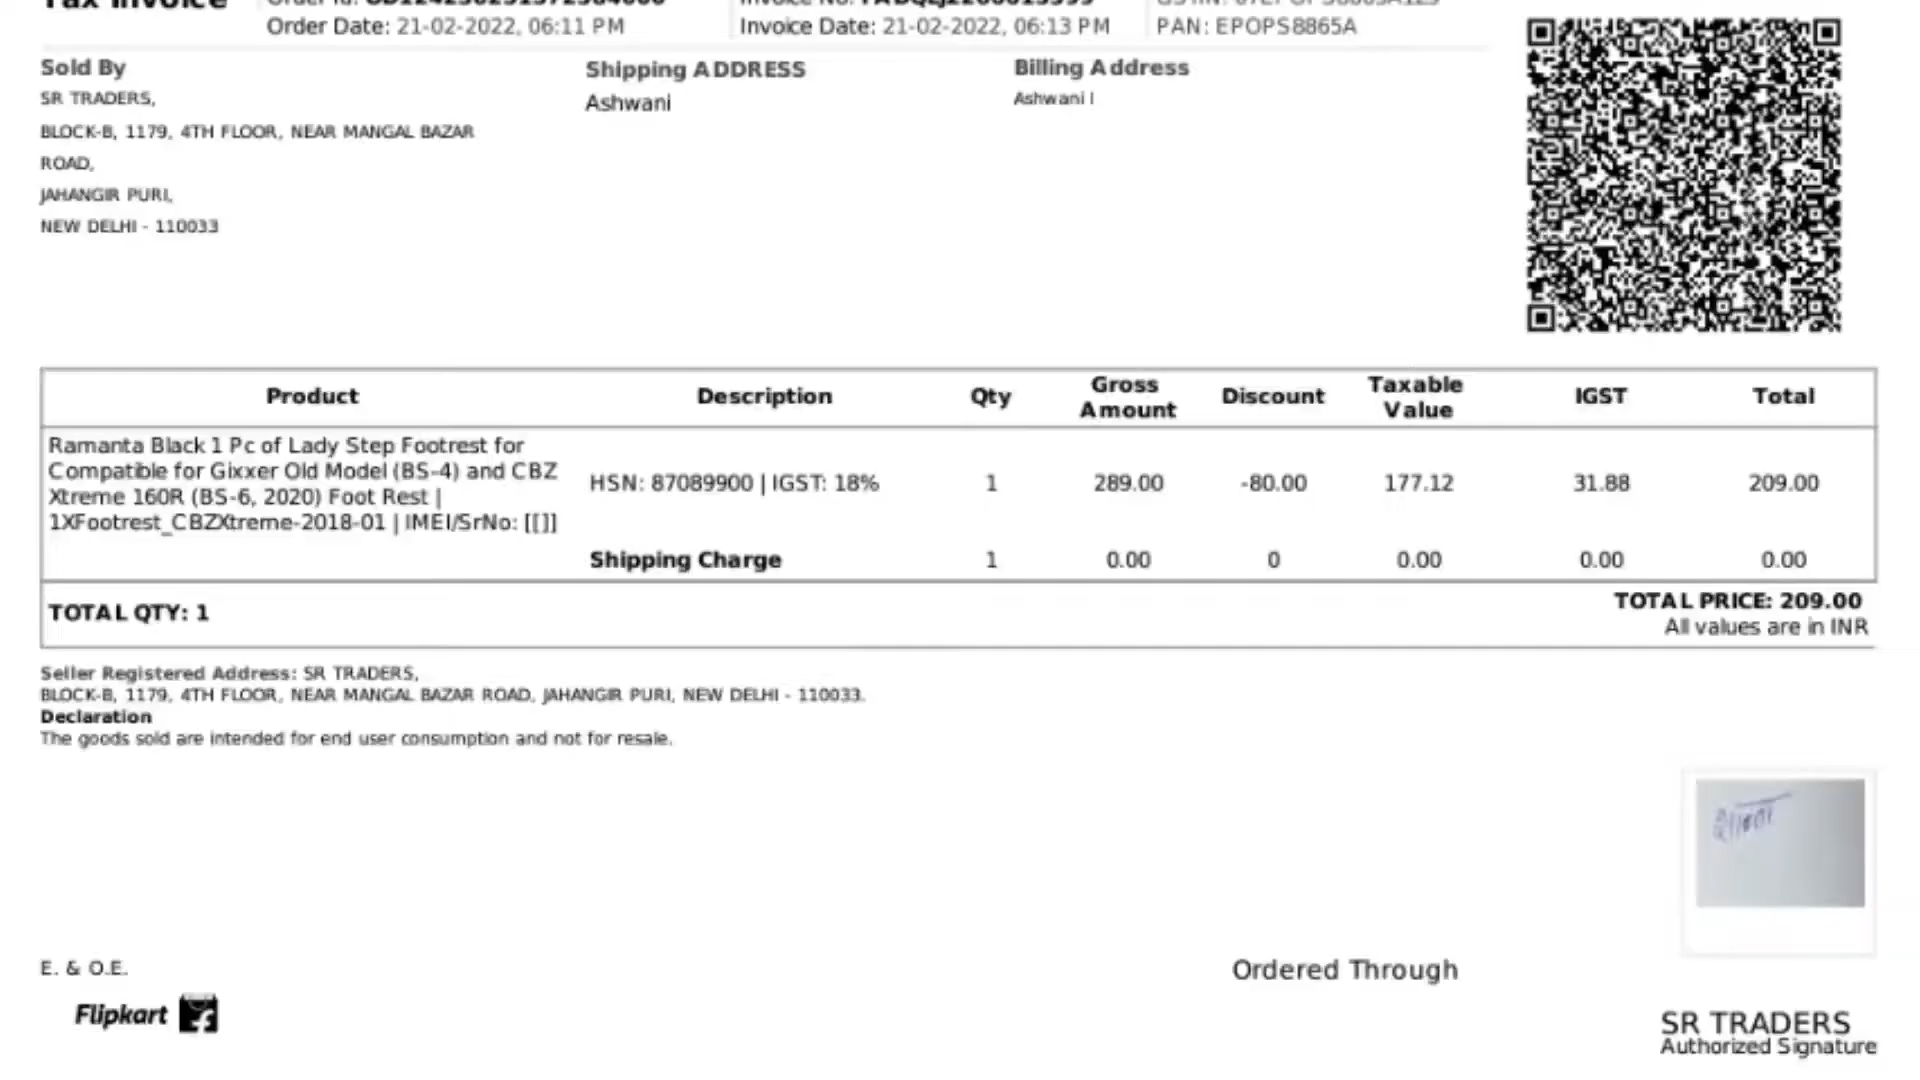 Tax Invoice
Order Date: 21-02-2022, 06:11 PM
Invoice Date: 21-02-2022, 06:13 PM
PAN: EPOPS8865A
Sold By
SR TRADERS,
BLOCK-B, 1179, 4TH FLOOR, NEAR MANGAL BAZAR
ROAD,
JAHANGIR PURI,
NEW DELHI - 110033
Shipping ADDRESS
Ashwani
Billing Address
Ashwani I
Product Description Qty Gross Amount Discount Taxable Value IGST Total
Ramanta Black 1 Pc of Lady Step Footrest for
Compatible for Gixxer Old Model (BS-4) and CBZ
Xtreme 160R (BS-6, 2020) Foot Rest |
1XFootrest_CBZXtreme-2018-01 | IMEI/SrNo: [[]]
HSN: 87089900 | IGST: 18% 1 289.00 -80.00 177.12 31.88 209.00
Shipping Charge 1 0.00 0 0.00 0.00 0.00
TOTAL QTY: 1
TOTAL PRICE: 209.00
All values are in INR
Seller Registered Address: SR TRADERS,
BLOCK-B, 1179, 4TH FLOOR, NEAR MANGAL BAZAR ROAD, JAHANGIR PURI, NEW DELHI - 110033.
Declaration
The goods sold are intended for end user consumption and not for resale.
E. & O.E.
Ordered Through
Flipkart
SR TRADERS
Authorized Signature